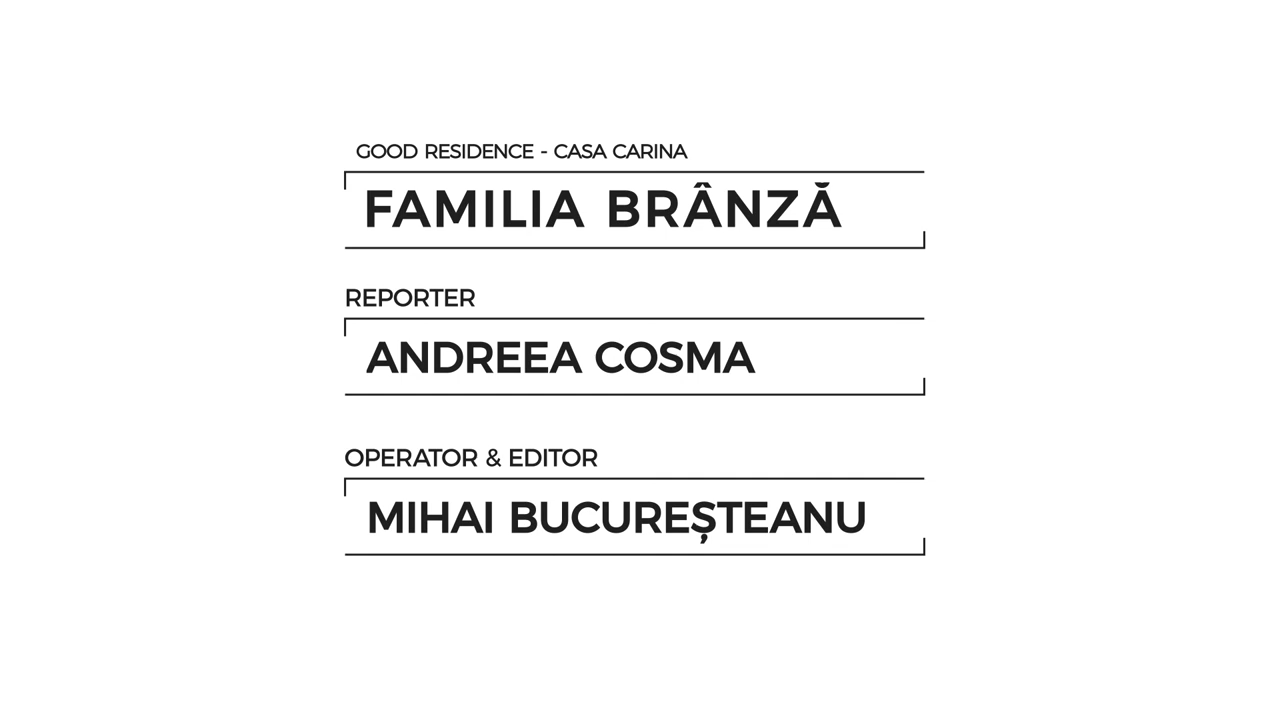 GOOD RESIDENCE - CASA CARINA
FAMILIA BRÂNZĂ
REPORTER
ANDREEA COSMA
OPERATOR & EDITOR
MIHAI BUCUREȘTEANU